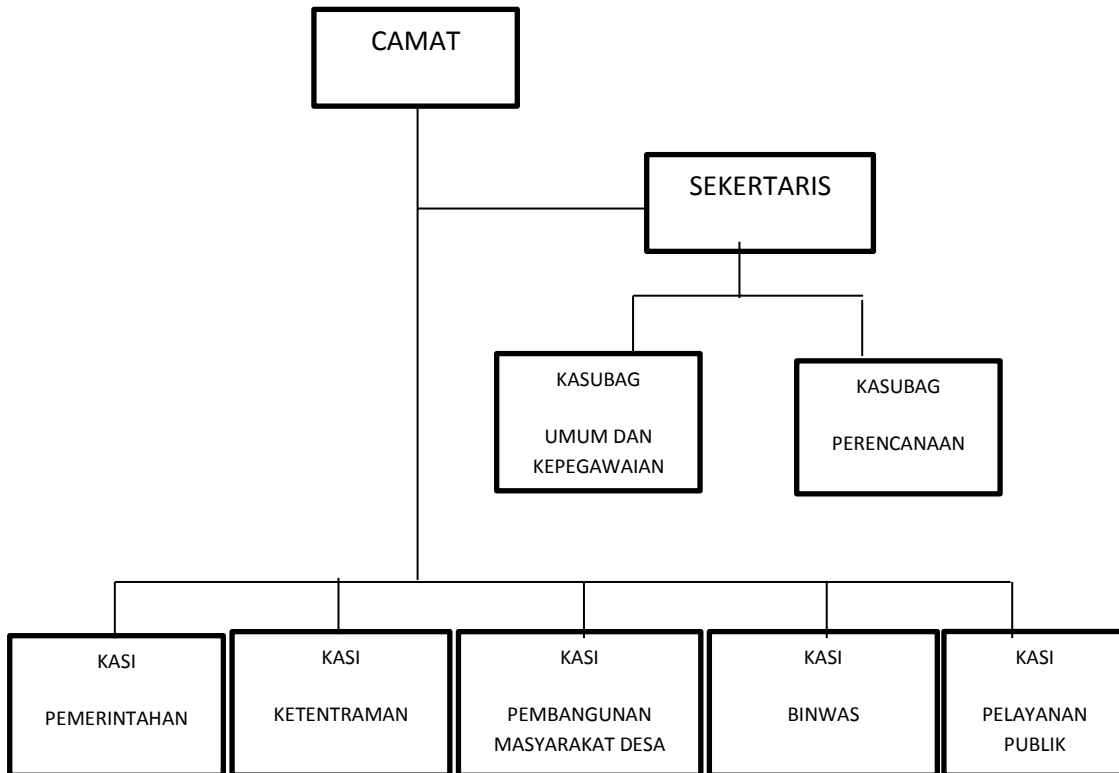 CAMAT
SEKERTARIS
KASUBAG
UMUM DAN
KEPEGAWAIAN
KASUBAG
PERENCANAAN
KASI
PEMERINTAHAN
KASI
KETENTRAMAN
KASI
PEMBANGUNAN
MASYARAKAT DESA
KASI
BINWAS
KASI
PELAYANAN
PUBLIK